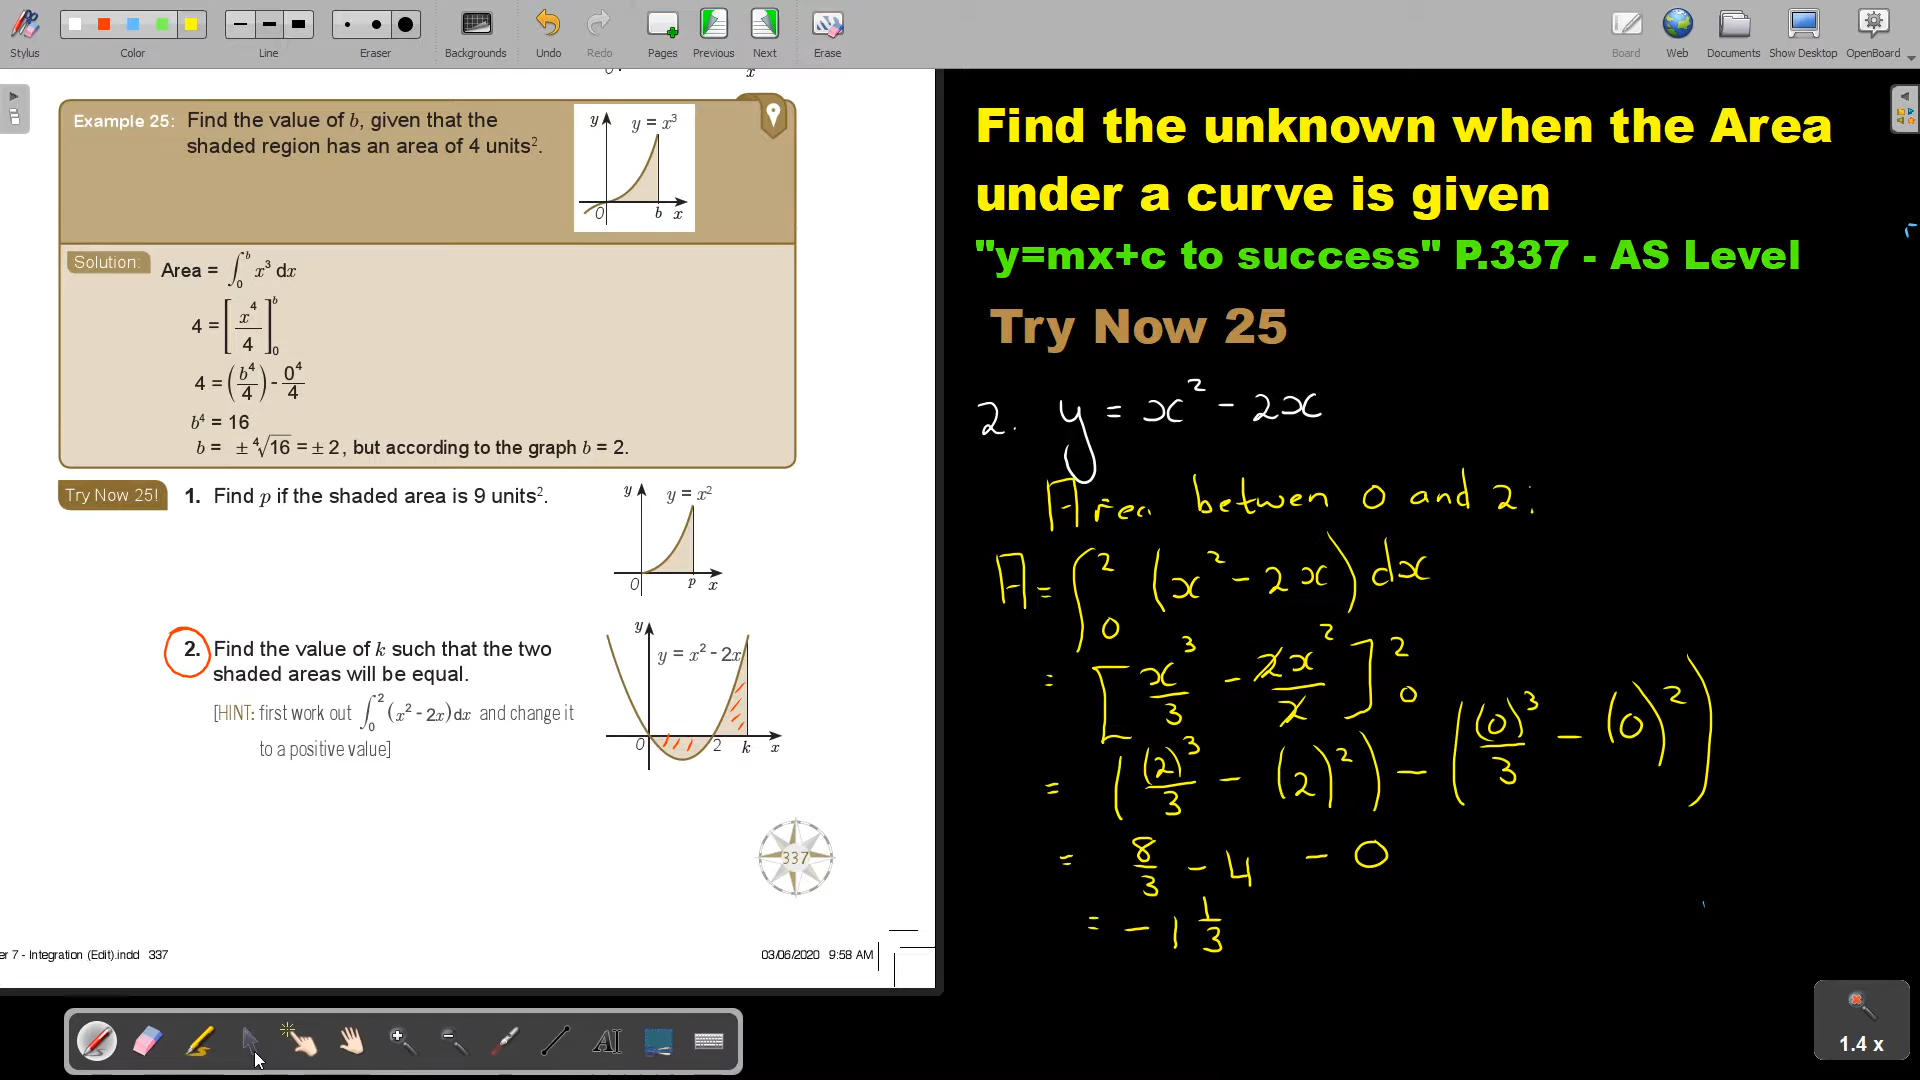 Stylus Color Line Eraser Backgrounds Undo Redo Pages Previous Next Erase Board Web Documents Show Desktop OpenBoard
x
Example 25: Find the value of b, given that the
shaded region has an area of 4 units².
y y = x³
0 b x
Solution: Area = ∫₀ᵇ x³ dx
4 = [x⁴/4]₀ᵇ
4 = (b⁴/4) - 0⁴/4
b⁴ = 16
b = ± ⁴√16 = ± 2, but according to the graph b = 2.
Try Now 25! 1. Find p if the shaded area is 9 units².
y y = x²
0 p x
2. Find the value of k such that the two
shaded areas will be equal.
[HINT: first work out ∫₀² (x² - 2x)dx and change it
to a positive value]
y
y = x² - 2x
0 2 k x
337
er 7 - Integration (Edit).indd 337
03/06/2020 9:58 AM
Find the unknown when the Area
under a curve is given
"y=mx+c to success" P.337 - AS Level
Try Now 25
2. y = x² - 2x
Area betwen 0 and 2:
A = ∫₀² (x² - 2x) dx
= [x³/3 - 2x²/2]₀²
= ((2)³/3 - (2)²) - ((0)³/3 - (0)²)
= 8/3 - 4 - 0
= -1 1/3
1.4 x